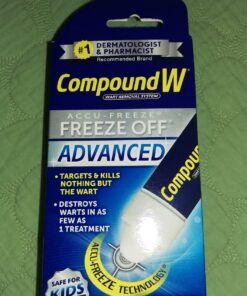 #1 DERMATOLOGIST
& PHARMACIST
Recommended Brand
CompoundW
WART REMOVAL SYSTEM
ACCU-FREEZE
FREEZE OFF
ADVANCED
• TARGETS & KILLS
NOTHING BUT
THE WART
• DESTROYS
WARTS IN AS
FEW AS
1 TREATMENT
Compound
ACCU-FREEZE TECHNOLOGY
SAFE FOR
KIDS